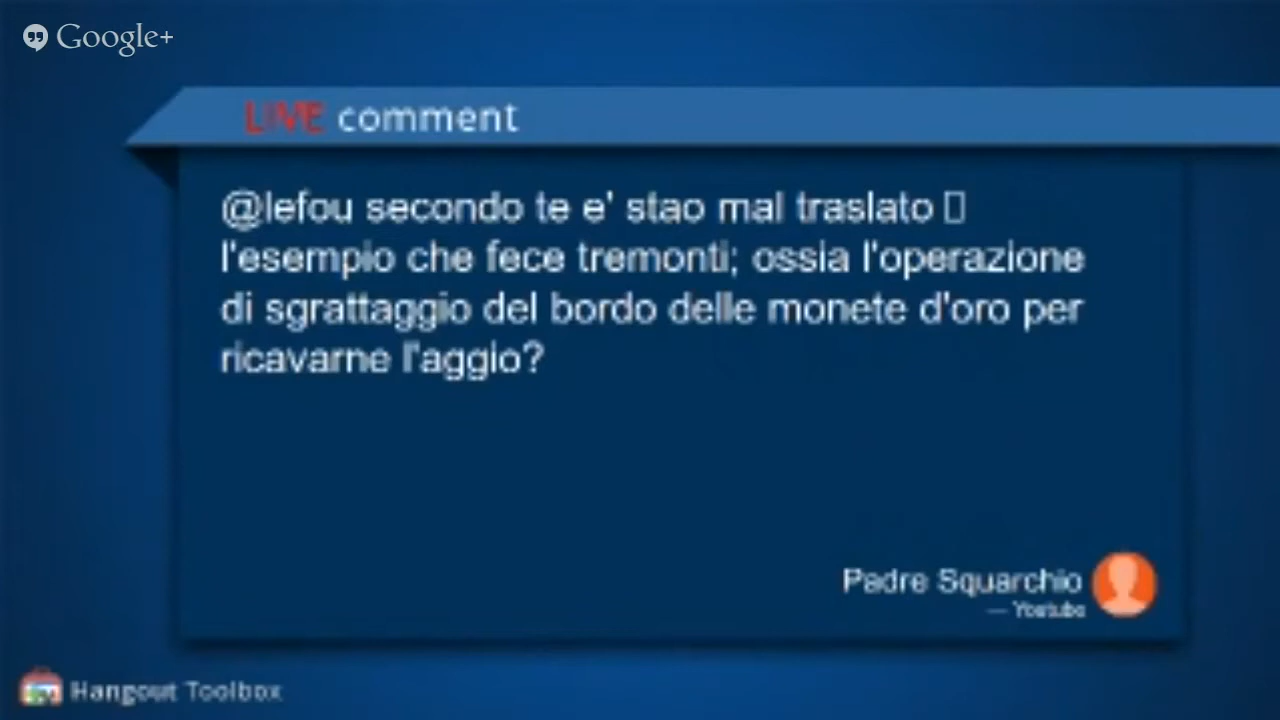 Google+
LIVE comment
@lefou secondo te e' stao mal traslato
l'esempio che fece tremonti; ossia l'operazione
di sgrattaggio del bordo delle monete d'oro per
ricavarne l'aggio?
Padre Squarchio
— Youtube
Hangout Toolbox